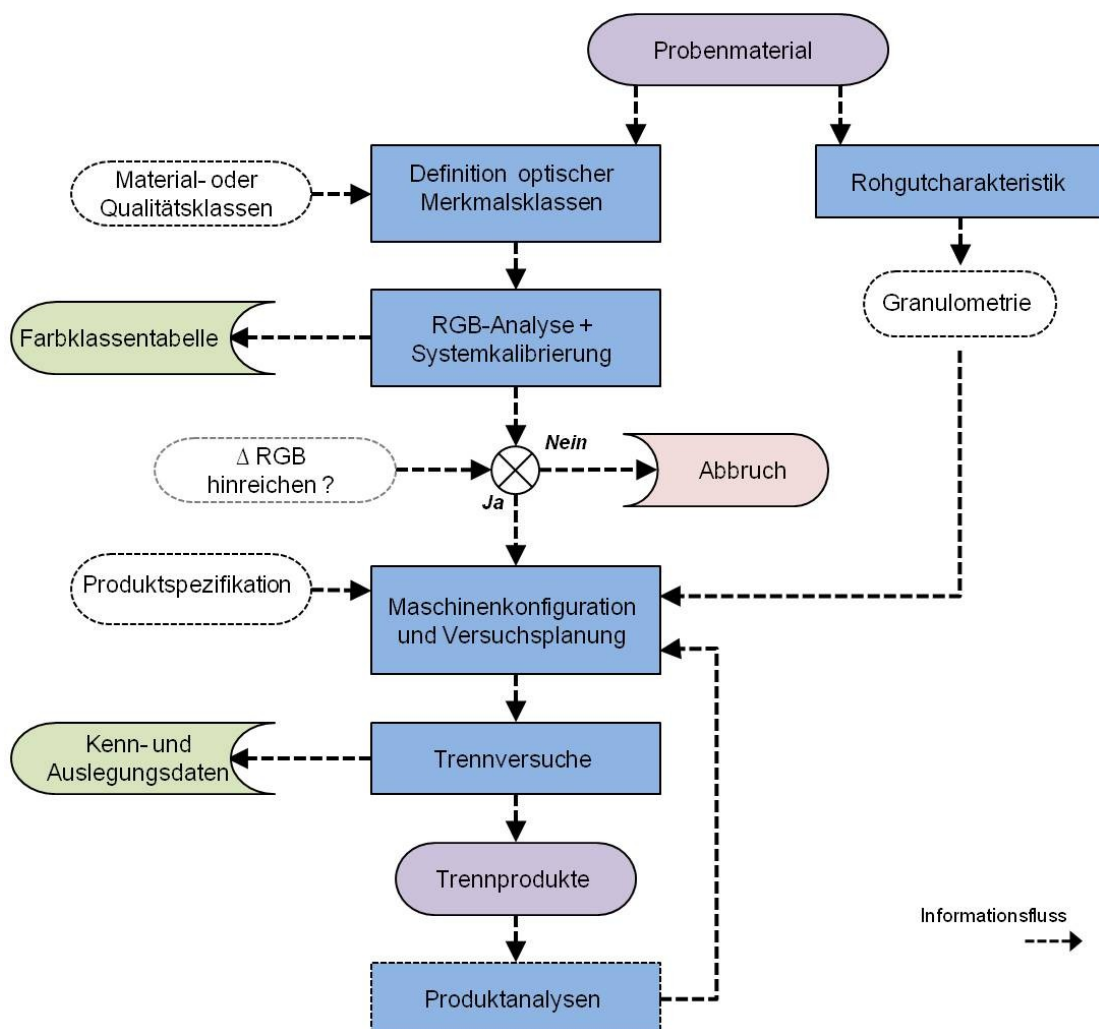 Probenmaterial
Material- oder
Qualitätsklassen
Definition optischer
Merkmalsklassen
Rohgutcharakteristik
Granulometrie
Farbklassentabelle
RGB-Analyse +
Systemkalibrierung
Δ RGB
hinreichen ?
Nein
Abbruch
Ja
Produktspezifikation
Maschinenkonfiguration
und Versuchsplanung
Kenn- und
Auslegungsdaten
Trennversuche
Trennprodukte
Informationsfluss
Produktanalysen